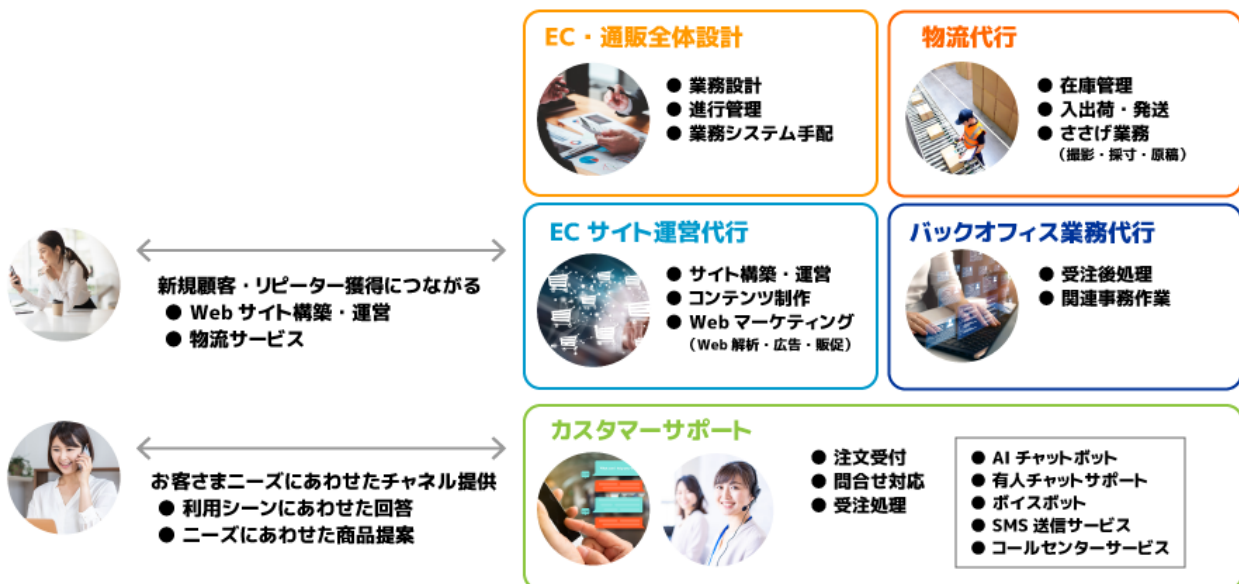 EC・通販全体設計
● 業務設計
● 進行管理
● 業務システム手配
物流代行
● 在庫管理
● 入出荷・発送
● ささげ業務
（撮影・採寸・原稿）
新規顧客・リピーター獲得につながる
● Web サイト構築・運営
● 物流サービス
EC サイト運営代行
● サイト構築・運営
● コンテンツ制作
● Web マーケティング
（Web 解析・広告・販促）
バックオフィス業務代行
● 受注後処理
● 関連事務作業
お客さまニーズにあわせたチャネル提供
● 利用シーンにあわせた回答
● ニーズにあわせた商品提案
カスタマーサポート
● 注文受付
● 問合せ対応
● 受注処理
● AI チャットボット
● 有人チャットサポート
● ボイスボット
● SMS 送信サービス
● コールセンターサービス